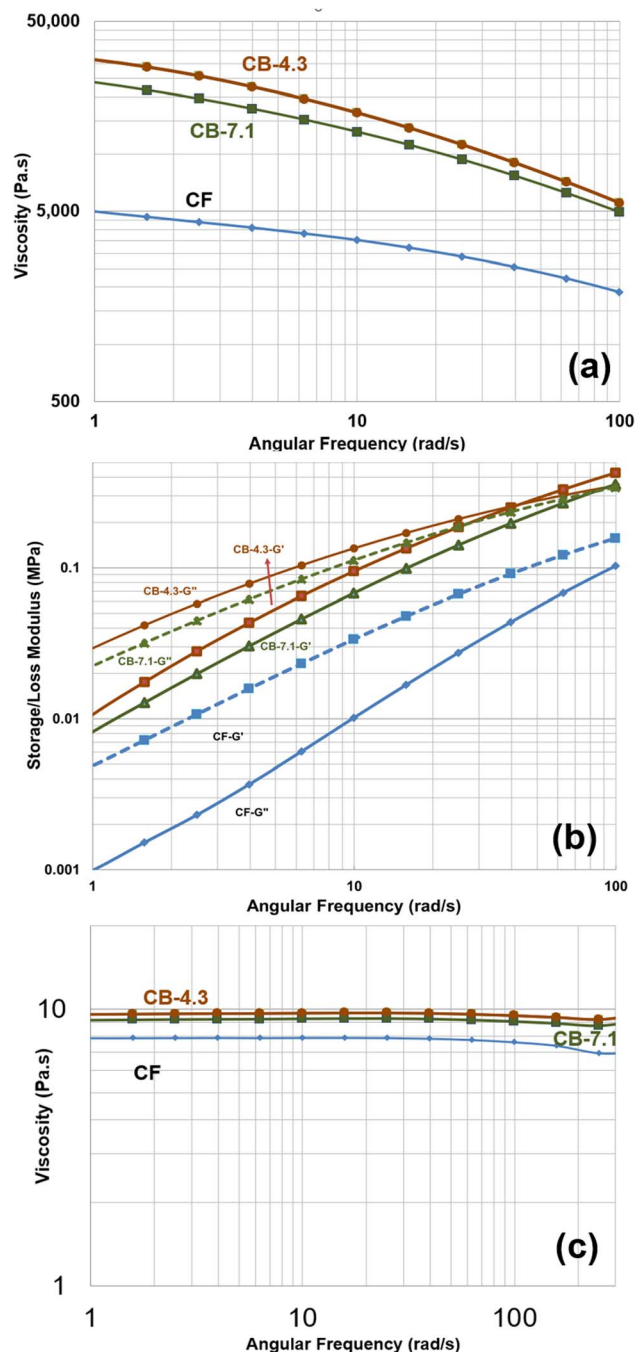 50,000
CB-4.3
CB-7.1
CF
5,000
500
Viscosity (Pa.s)
(a)
1
10
100
Angular Frequency (rad/s)
Storage/Loss Modulus (MPa)
0.1
0.01
0.001
CB-4.3-G'
CB-4.3-G"
CB-7.1-G"
CB-7.1-G'
CF-G'
CF-G"
(b)
1
10
100
Angular Frequency (rad/s)
10
CB-4.3
CB-7.1
CF
Viscosity (Pa.s)
(c)
1
1
10
100
Angular Frequency (rad/s)